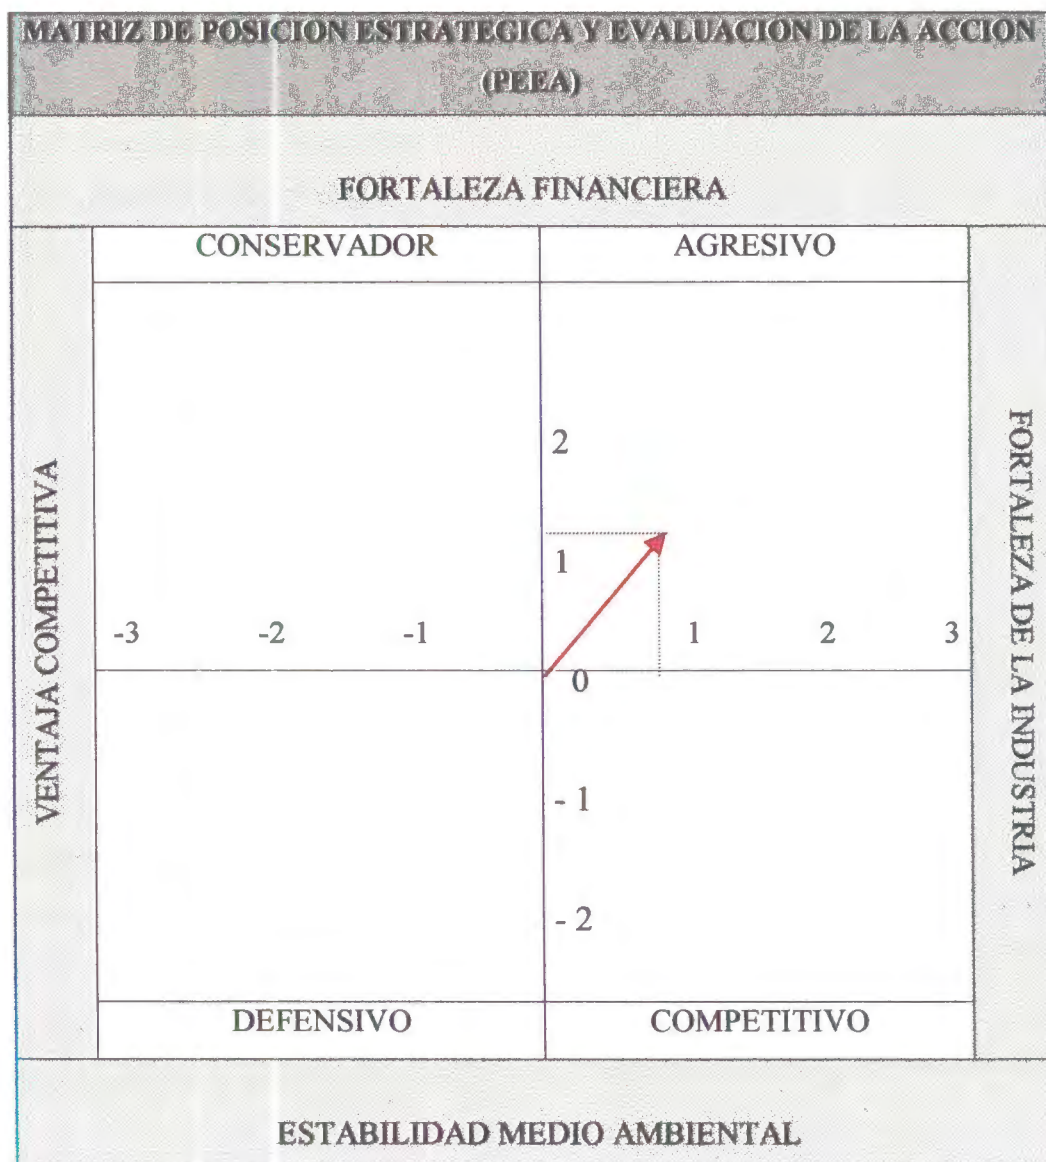 MATRIZ DE POSICION ESTRATEGICA Y EVALUACION DE LA ACCION
(PEEA)
FORTALEZA FINANCIERA
CONSERVADOR AGRESIVO
VENTAJA COMPETITIVA
FORTALEZA DE LA INDUSTRIA
2
1
-3 -2 -1 1 2 3
0
- 1
- 2
DEFENSIVO COMPETITIVO
ESTABILIDAD MEDIO AMBIENTAL